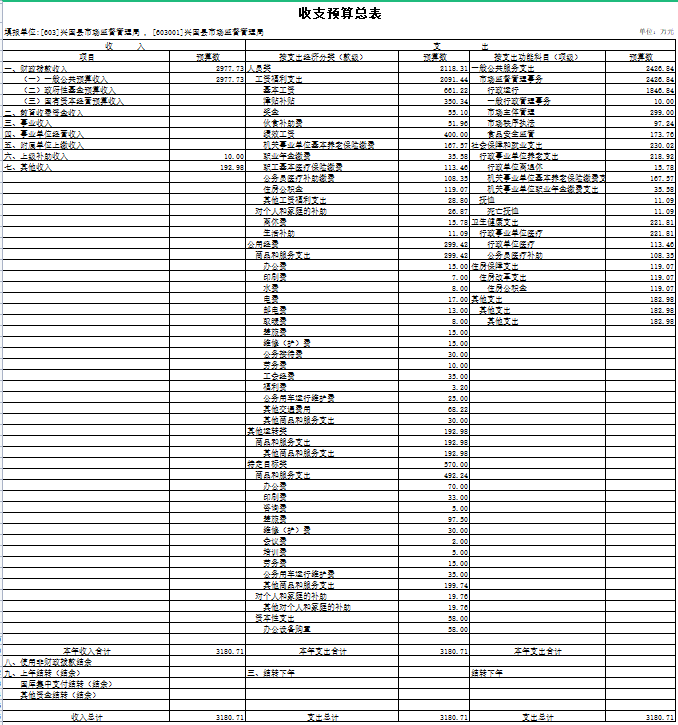 收支预算总表
填报单位:[603]兴国县市场监督管理局 , [603001]兴国县市场监督管理局 单位: 万元
收 入 支 出
项目 预算数 按支出经济分类（款级） 预算数 按支出功能科目（项级） 预算数
一、财政拨款收入 2977.73 人员类 2118.31 一般公共服务支出 2426.84
（一）一般公共预算收入 2977.73 工资福利支出 2091.44 市场监督管理事务 2426.84
（二）政府性基金预算收入 基本工资 661.22 行政运行 1846.84
（三）国有资本经营预算收入 津贴补贴 350.34 一般行政管理事务 10.00
二、教育收费资金收入 奖金 55.10 市场主体管理 299.00
三、事业收入 伙食补助费 51.96 市场秩序执法 97.24
四、事业单位经营收入 绩效工资 400.00 食品安全监管 173.76
五、附属单位上缴收入 机关事业单位基本养老保险缴费 167.57 社会保障和就业支出 230.02
六、上级补助收入 10.00 职业年金缴费 35.58 行政事业单位养老支出 218.92
七、其他收入 192.98 职工基本医疗保险缴费 113.46 行政单位离退休 15.78
公务员医疗补助缴费 108.35 机关事业单位基本养老保险缴费支 167.57
住房公积金 119.07 机关事业单位职业年金缴费支出 35.58
其他工资福利支出 28.80 抚恤 11.09
对个人和家庭的补助 26.87 死亡抚恤 11.09
离休费 15.78 卫生健康支出 221.81
生活补助 11.09 行政事业单位医疗 221.81
公用经费 299.42 行政单位医疗 113.46
商品和服务支出 299.42 公务员医疗补助 108.35
办公费 15.00 住房保障支出 119.07
印刷费 7.00 住房改革支出 119.07
水费 8.00 住房公积金 119.07
电费 17.00 其他支出 182.98
邮电费 13.00 其他支出 182.98
取暖费 8.00 其他支出 182.98
差旅费 15.00
维修（护）费 15.00
公务接待费 30.00
劳务费 10.00
工会经费 35.00
福利费 3.20
公务用车运行维护费 25.00
其他交通费用 68.22
其他商品和服务支出 30.00
其他运转类 192.98
商品和服务支出 192.98
其他商品和服务支出 192.98
特定目标类 570.00
商品和服务支出 492.24
办公费 70.00
印刷费 33.00
咨询费 5.00
差旅费 97.50
维修（护）费 30.00
会议费 2.00
培训费 5.00
劳务费 15.00
公务用车运行维护费 35.00
其他商品和服务支出 199.74
对个人和家庭的补助 19.76
其他对个人和家庭的补助 19.76
资本性支出 58.00
办公设备购置 58.00
本年收入合计 3180.71 本年支出合计 3180.71 本年支出合计
八、使用非财政拨款结余
九、上年结转（结余） 三、结转下年 结转下年
国库集中支付结转（结余）
其他资金结转（结余）
收入总计 3180.71 支出总计 3180.71 支出总计 3180.71